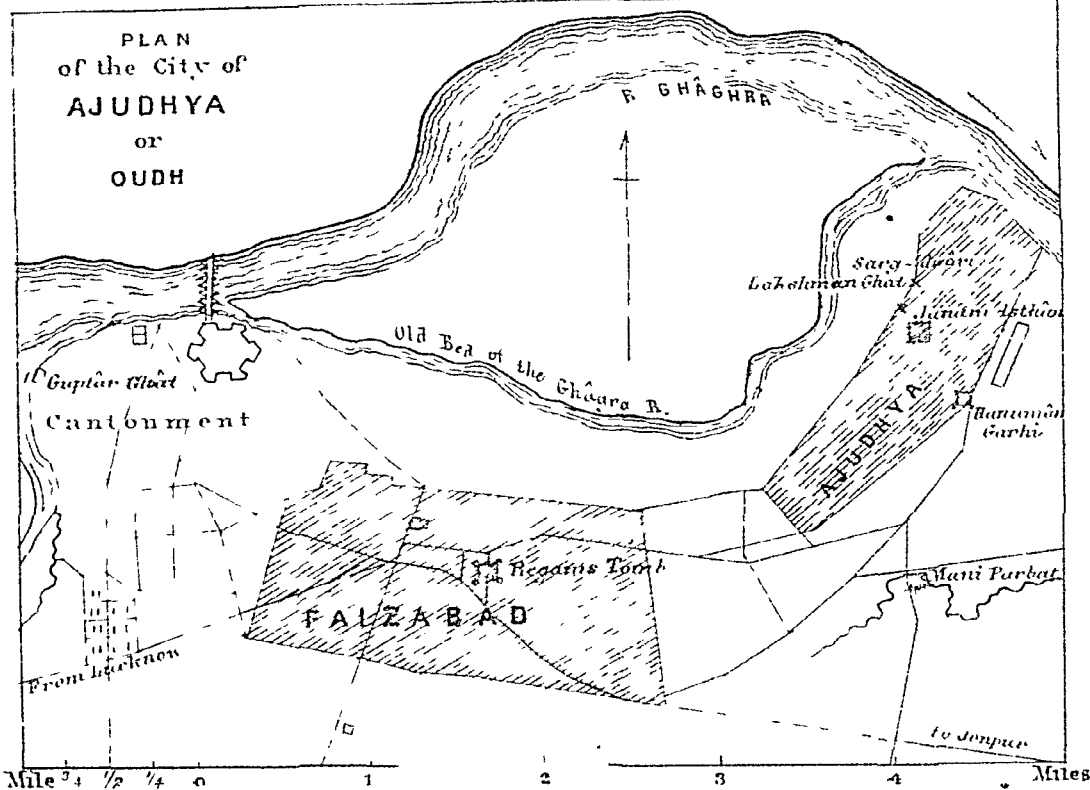 PLAN
of the City of
AJUDHYA
or
OUDH
R. GHÂGHRA
Sarg-dwâri
Lakshman Ghat
Janam Asthân
Old Bed of the Ghâgra R.
Guptâr Ghât
Cantonment
Hanumân
Garhi
AJUDHYA
Begams Tomb
Mani Parbat
FAIZABAD
From Lucknow
to Jonpur
Mile 3/4 1/2 1/4 0 1 2 3 4 Miles